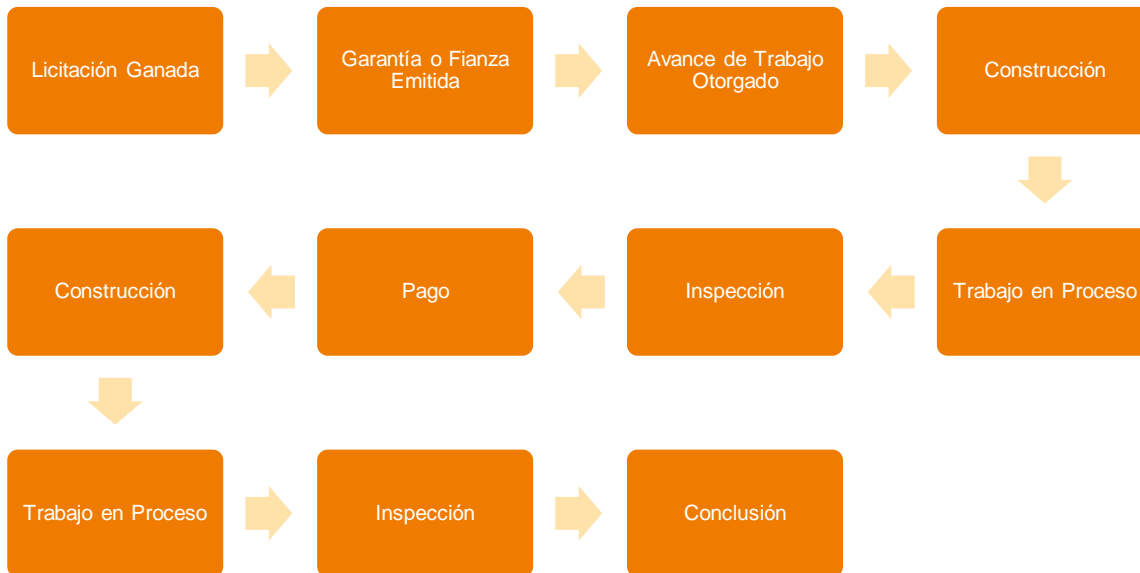 Licitación Ganada
Garantía o Fianza
Emitida
Avance de Trabajo
Otorgado
Construcción
Trabajo en Proceso
Inspección
Pago
Construcción
Trabajo en Proceso
Inspección
Conclusión